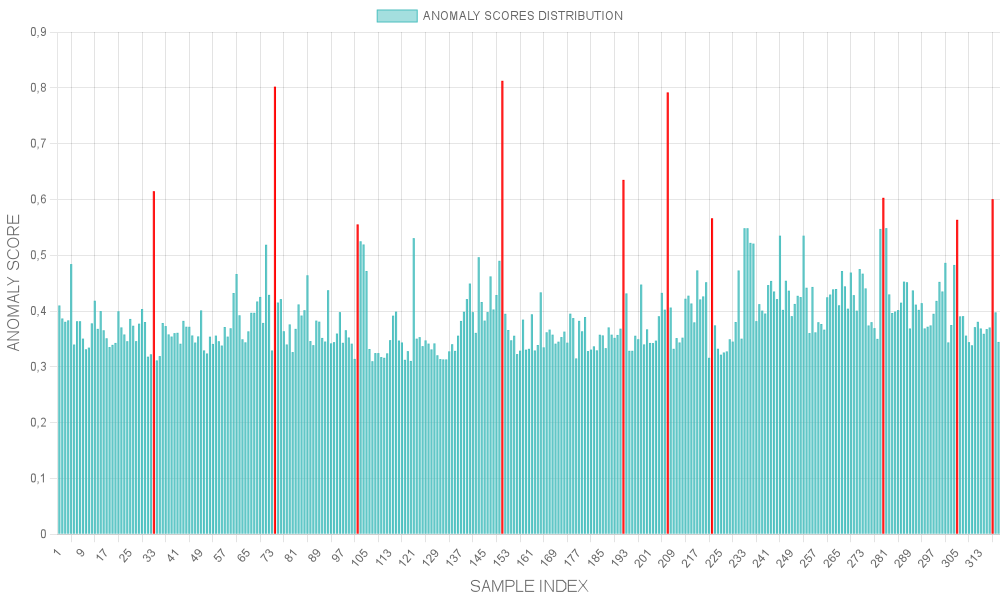 ANOMALY SCORES DISTRIBUTION
0,9
0,8
0,7
0,6
0,5
0,4
0,3
0,2
0,1
0
ANOMALY SCORE
1 9 17 25 33 41 49 57 65 73 81 89 97 105 113 121 129 137 145 153 161 169 177 185 193 201 209 217 225 233 241 249 257 265 273 281 289 297 305 313
SAMPLE INDEX